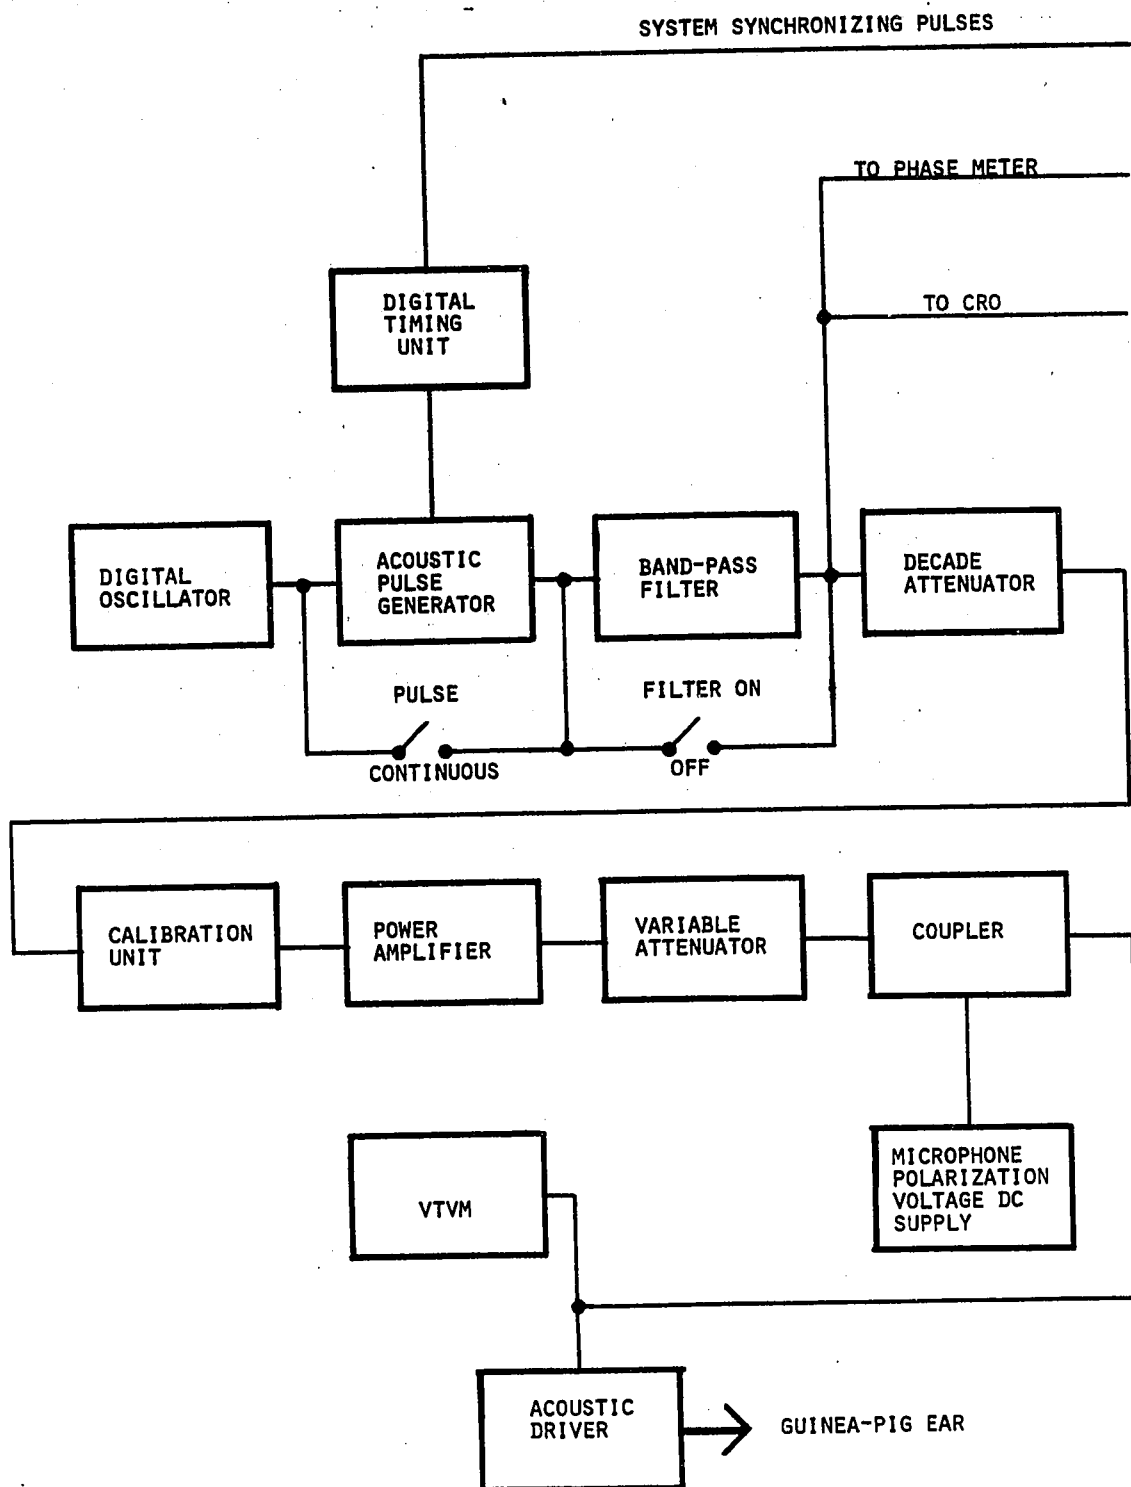 SYSTEM SYNCHRONIZING PULSES
TO PHASE METER
TO CRO
DIGITAL
TIMING
UNIT
DIGITAL
OSCILLATOR
ACOUSTIC
PULSE
GENERATOR
BAND-PASS
FILTER
DECADE
ATTENUATOR
PULSE
CONTINUOUS
FILTER ON
OFF
CALIBRATION
UNIT
POWER
AMPLIFIER
VARIABLE
ATTENUATOR
COUPLER
MICROPHONE
POLARIZATION
VOLTAGE DC
SUPPLY
VTVM
ACOUSTIC
DRIVER
GUINEA-PIG EAR